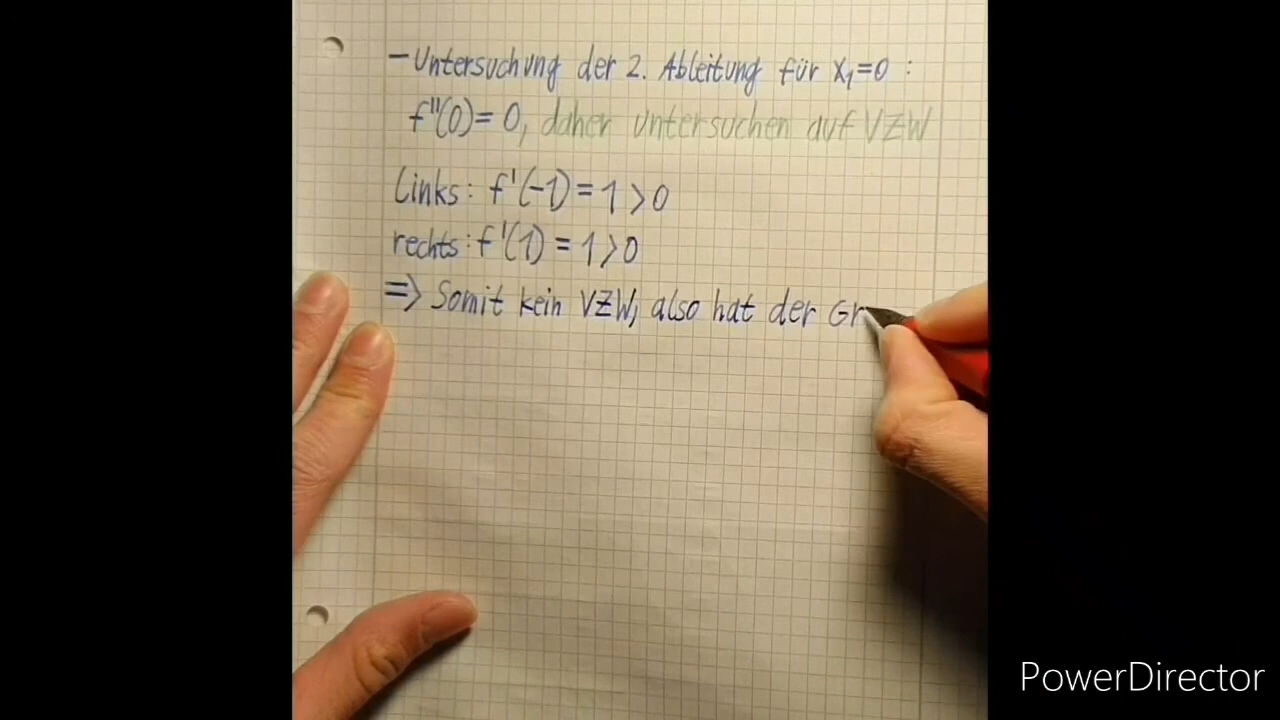 - Untersuchung der 2. Ableitung für x₁=0 :
f''(0)= 0, daher untersuchen auf VZW
Links: f'(-1) = 1 > 0
rechts: f'(1) = 1 > 0
=> Somit kein VZW, also hat der Gr
PowerDirector